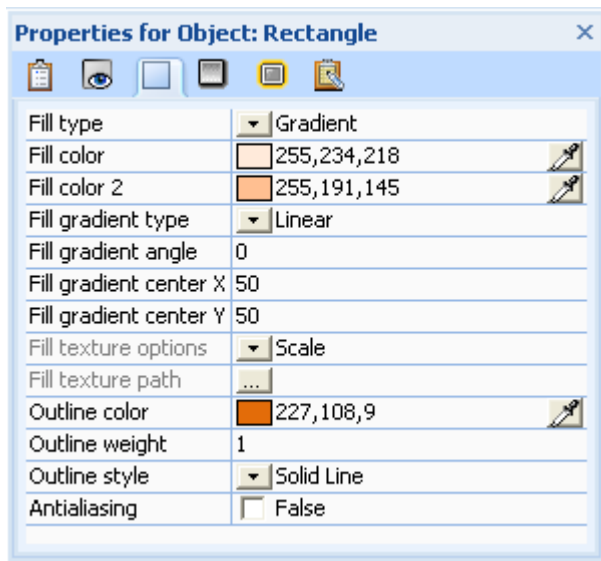 Properties for Object: Rectangle
Fill type Gradient
Fill color 255,234,218
Fill color 2 255,191,145
Fill gradient type Linear
Fill gradient angle 0
Fill gradient center X 50
Fill gradient center Y 50
Fill texture options Scale
Fill texture path ...
Outline color 227,108,9
Outline weight 1
Outline style Solid Line
Antialiasing False